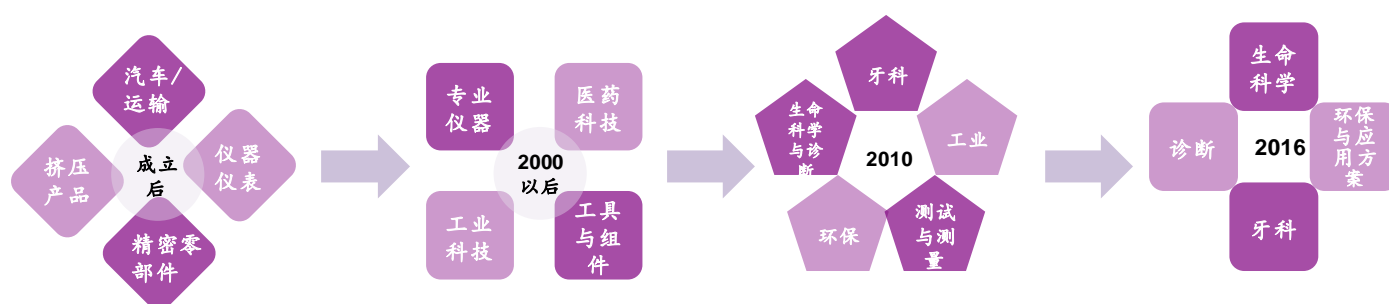 汽车/
运输
挤压
产品
成立
后
仪器
仪表
精密零
部件
专业
仪器
医药
科技
2000
以后
工业
科技
工具
与组
件
牙科
生命
科学与诊
断
工业
2010
环保
测试
与测
量
生命
科学
诊断
2016
环保
与应
用方
案
牙科